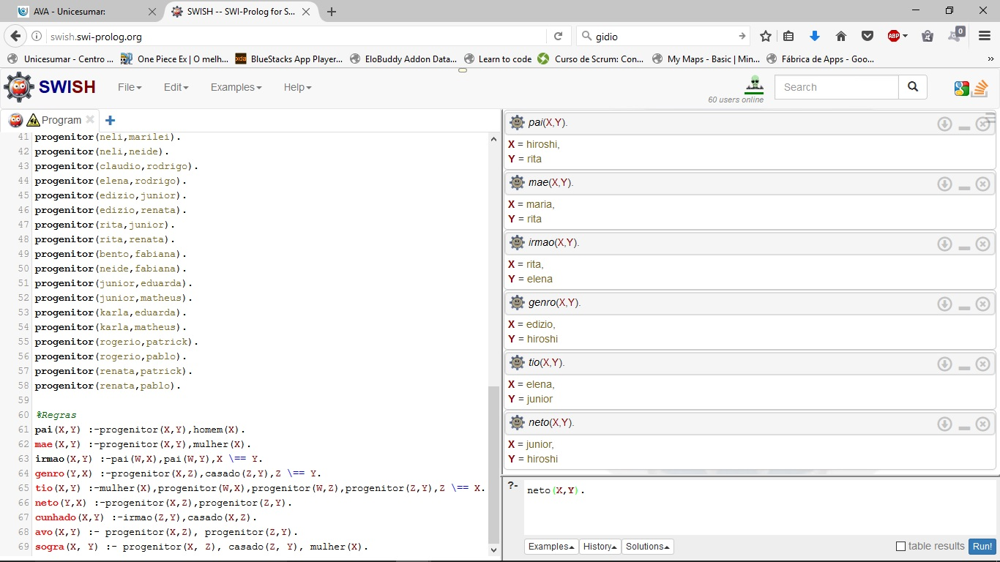 AVA - Unicesumar:
SWISH -- SWI-Prolog for S...
swish.swi-prolog.org
gidio
ABP
0
Unicesumar - Centro ...
One Piece Ex | O melh...
xda
BlueStacks App Player...
EloBuddy Addon Data...
Learn to code
Curso de Scrum: Con...
My Maps - Basic | Min...
Fábrica de Apps - Goo...
»
SWISH
File
Edit
Examples
Help
60 users online
Search
Program
41 progenitor(neli,marilei).
42 progenitor(neli,neide).
43 progenitor(claudio,rodrigo).
44 progenitor(elena,rodrigo).
45 progenitor(edizio,junior).
46 progenitor(edizio,renata).
47 progenitor(rita,junior).
48 progenitor(rita,renata).
49 progenitor(bento,fabiana).
50 progenitor(neide,fabiana).
51 progenitor(junior,eduarda).
52 progenitor(junior,matheus).
53 progenitor(karla,eduarda).
54 progenitor(karla,matheus).
55 progenitor(rogerio,patrick).
56 progenitor(rogerio,pablo).
57 progenitor(renata,patrick).
58 progenitor(renata,pablo).
59
60 %Regras
61 pai(X,Y) :-progenitor(X,Y),homem(X).
62 mae(X,Y) :-progenitor(X,Y),mulher(X).
63 irmao(X,Y) :-pai(W,X),pai(W,Y),X \== Y.
64 genro(Y,X) :-progenitor(X,Z),casado(Z,Y),Z \== Y.
65 tio(X,Y) :-mulher(X),progenitor(W,X),progenitor(W,Z),progenitor(Z,Y),Z \== X.
66 neto(Y,X) :-progenitor(X,Z),progenitor(Z,Y).
67 cunhado(X,Y) :-irmao(Z,Y),casado(X,Z).
68 avo(X,Y) :- progenitor(X,Z), progenitor(Z,Y).
69 sogra(X, Y) :- progenitor(X, Z), casado(Z, Y), mulher(X).
pai(X,Y).
X = hiroshi,
Y = rita
mae(X,Y).
X = maria,
Y = rita
irmao(X,Y).
X = rita,
Y = elena
genro(X,Y).
X = edizio,
Y = hiroshi
tio(X,Y).
X = elena,
Y = junior
neto(X,Y).
X = junior,
Y = hiroshi
?- neto(X,Y).
Examples
History
Solutions
table results
Run!